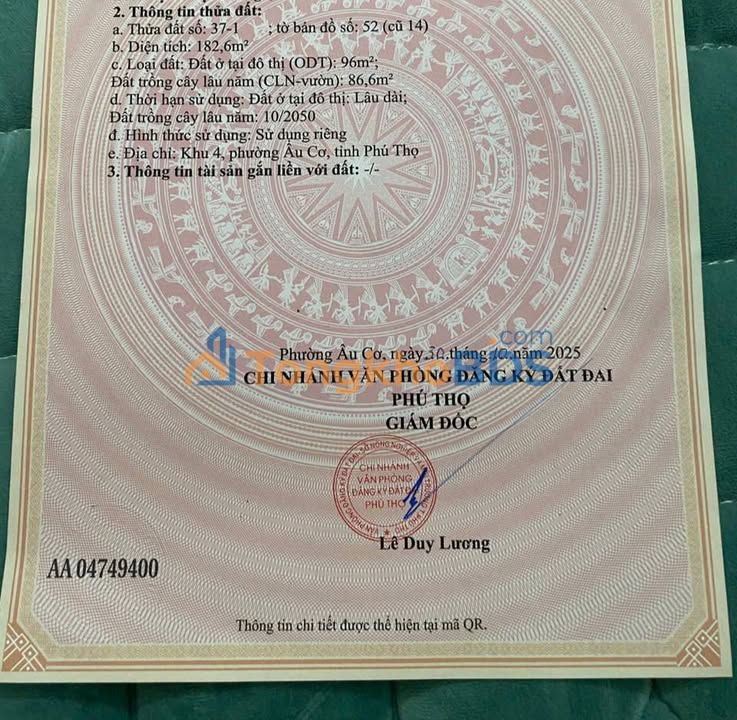 2. Thông tin thửa đất:
a. Thửa đất số: 37-1 ; tờ bản đồ số: 52 (cũ 14)
b. Diện tích: 182,6m²
c. Loại đất: Đất ở tại đô thị (ODT): 96m²;
Đất trồng cây lâu năm (CLN-vườn): 86,6m²
d. Thời hạn sử dụng: Đất ở tại đô thị: Lâu dài;
Đất trồng cây lâu năm: 10/2050
đ. Hình thức sử dụng: Sử dụng riêng
e. Địa chỉ: Khu 4, phường Âu Cơ, tỉnh Phú Thọ
3. Thông tin tài sản gắn liền với đất: -/-
.com
Phường Âu Cơ, ngày 30 tháng 10 năm 2025
CHI NHÁNH VĂN PHÒNG ĐĂNG KÝ ĐẤT ĐAI
PHÚ THỌ
GIÁM ĐỐC
CHI NHÁNH
VĂN PHÒNG
ĐĂNG KÝ ĐẤT
PHÚ THỌ
Lê Duy Lương
AA 04749400
Thông tin chi tiết được thể hiện tại mã QR.